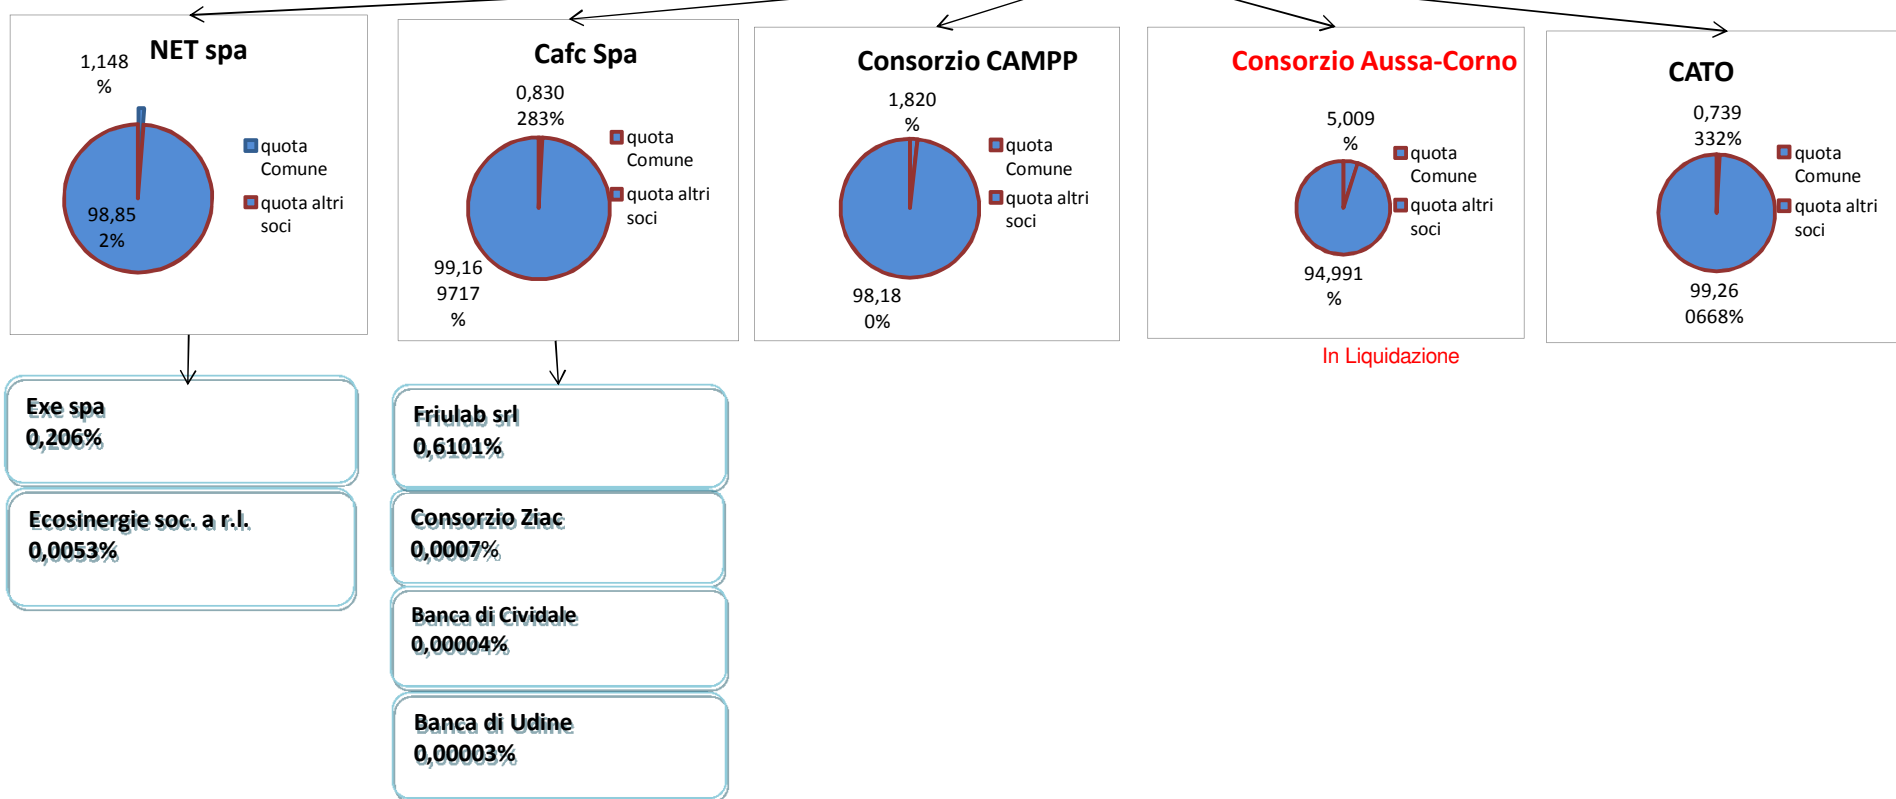 NET spa
1,148
%
98,85
2%
quota
Comune
quota altri
soci
Cafc Spa
0,830
283%
99,16
9717
%
quota
Comune
quota altri
soci
Consorzio CAMPP
1,820
%
98,18
0%
quota
Comune
quota altri
soci
Consorzio Aussa-Corno
5,009
%
94,991
%
quota
Comune
quota altri
soci
In Liquidazione
CATO
0,739
332%
99,26
0668%
quota
Comune
quota altri
soci
Exe spa
0,206%
Ecosinergie soc. a r.l.
0,0053%
Friulab srl
0,6101%
Consorzio Ziac
0,0007%
Banca di Cividale
0,00004%
Banca di Udine
0,00003%